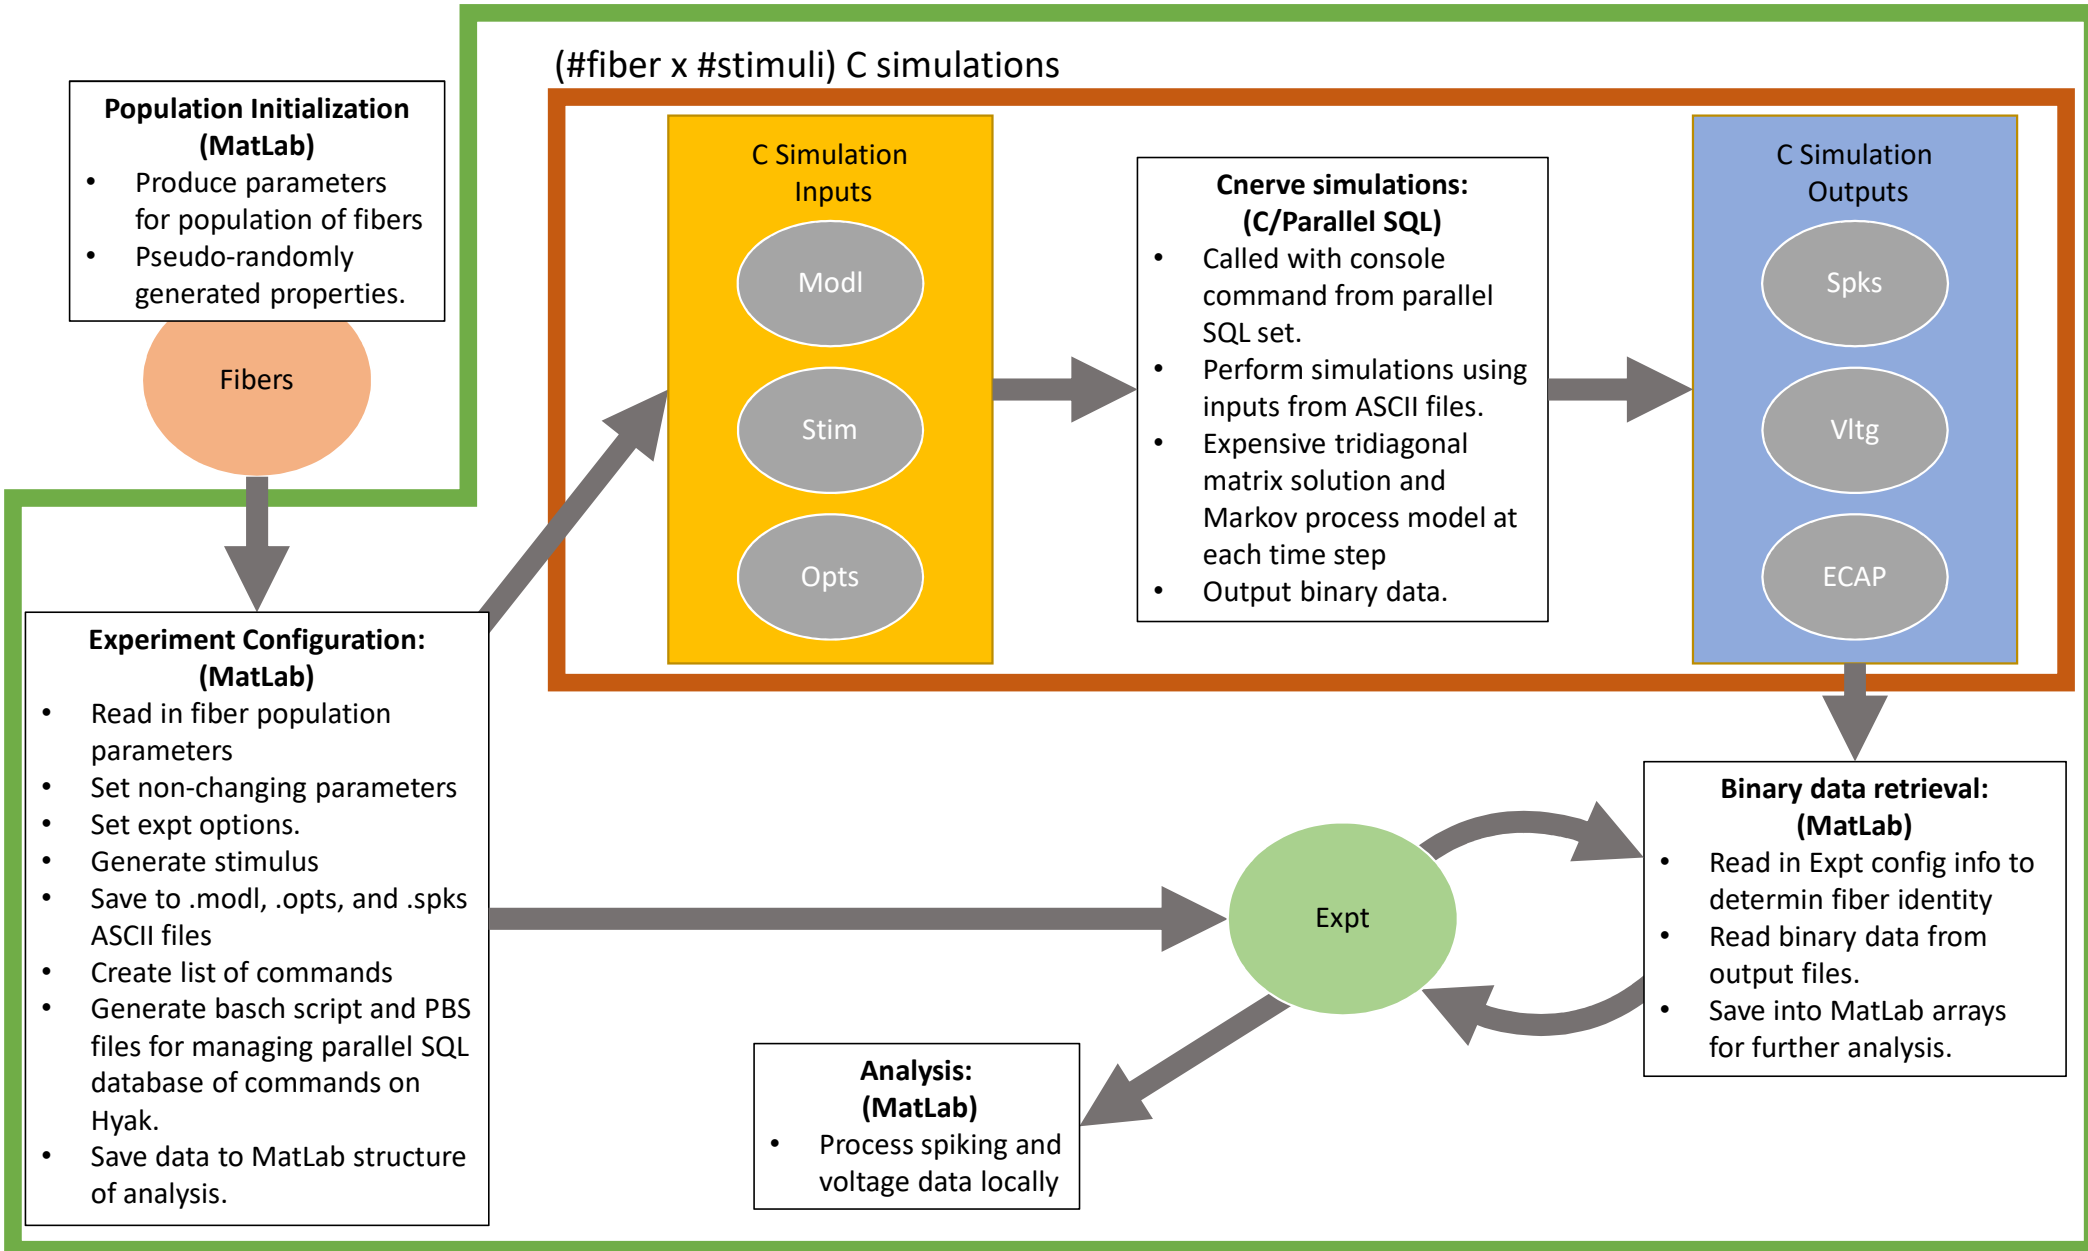 (#fiber x #stimuli) C simulations
Population Initialization
(MatLab)
• Produce parameters
for population of fibers
• Pseudo-randomly
generated properties.
Fibers
C Simulation
Inputs
Modl
Stim
Opts
Cnerve simulations:
(C/Parallel SQL)
• Called with console
command from parallel
SQL set.
• Perform simulations using
inputs from ASCII files.
• Expensive tridiagonal
matrix solution and
Markov process model at
each time step
• Output binary data.
C Simulation
Outputs
Spks
Vltg
ECAP
Experiment Configuration:
(MatLab)
• Read in fiber population
parameters
• Set non-changing parameters
• Set expt options.
• Generate stimulus
• Save to .modl, .opts, and .spks
ASCII files
• Create list of commands
• Generate basch script and PBS
files for managing parallel SQL
database of commands on
Hyak.
• Save data to MatLab structure
of analysis.
Expt
Binary data retrieval:
(MatLab)
• Read in Expt config info to
determin fiber identity
• Read binary data from
output files.
• Save into MatLab arrays
for further analysis.
Analysis:
(MatLab)
• Process spiking and
voltage data locally